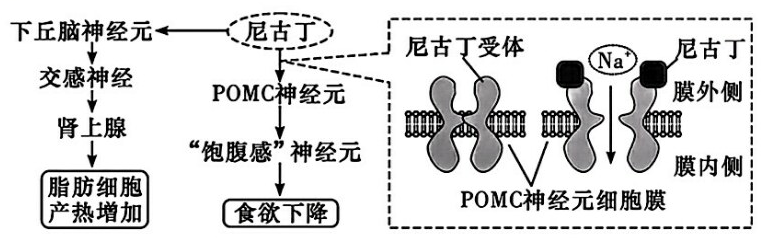 下丘脑神经元
尼古丁
交感神经
POMC神经元
肾上腺
“饱腹感”神经元
脂肪细胞
产热增加
食欲下降
尼古丁受体
Na⁺
尼古丁
膜外侧
膜内侧
POMC神经元细胞膜